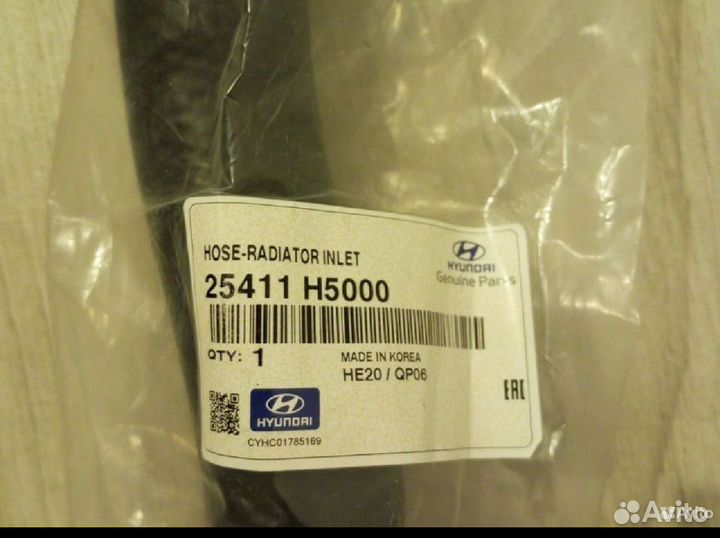 HOSE-RADIATOR INLET
HYUNDAI
Genuine Parts
25411 H5000
QTY: 1
MADE IN KOREA
HE20 / QP06
EAC
HYUNDAI
CYHC01785169
Avito